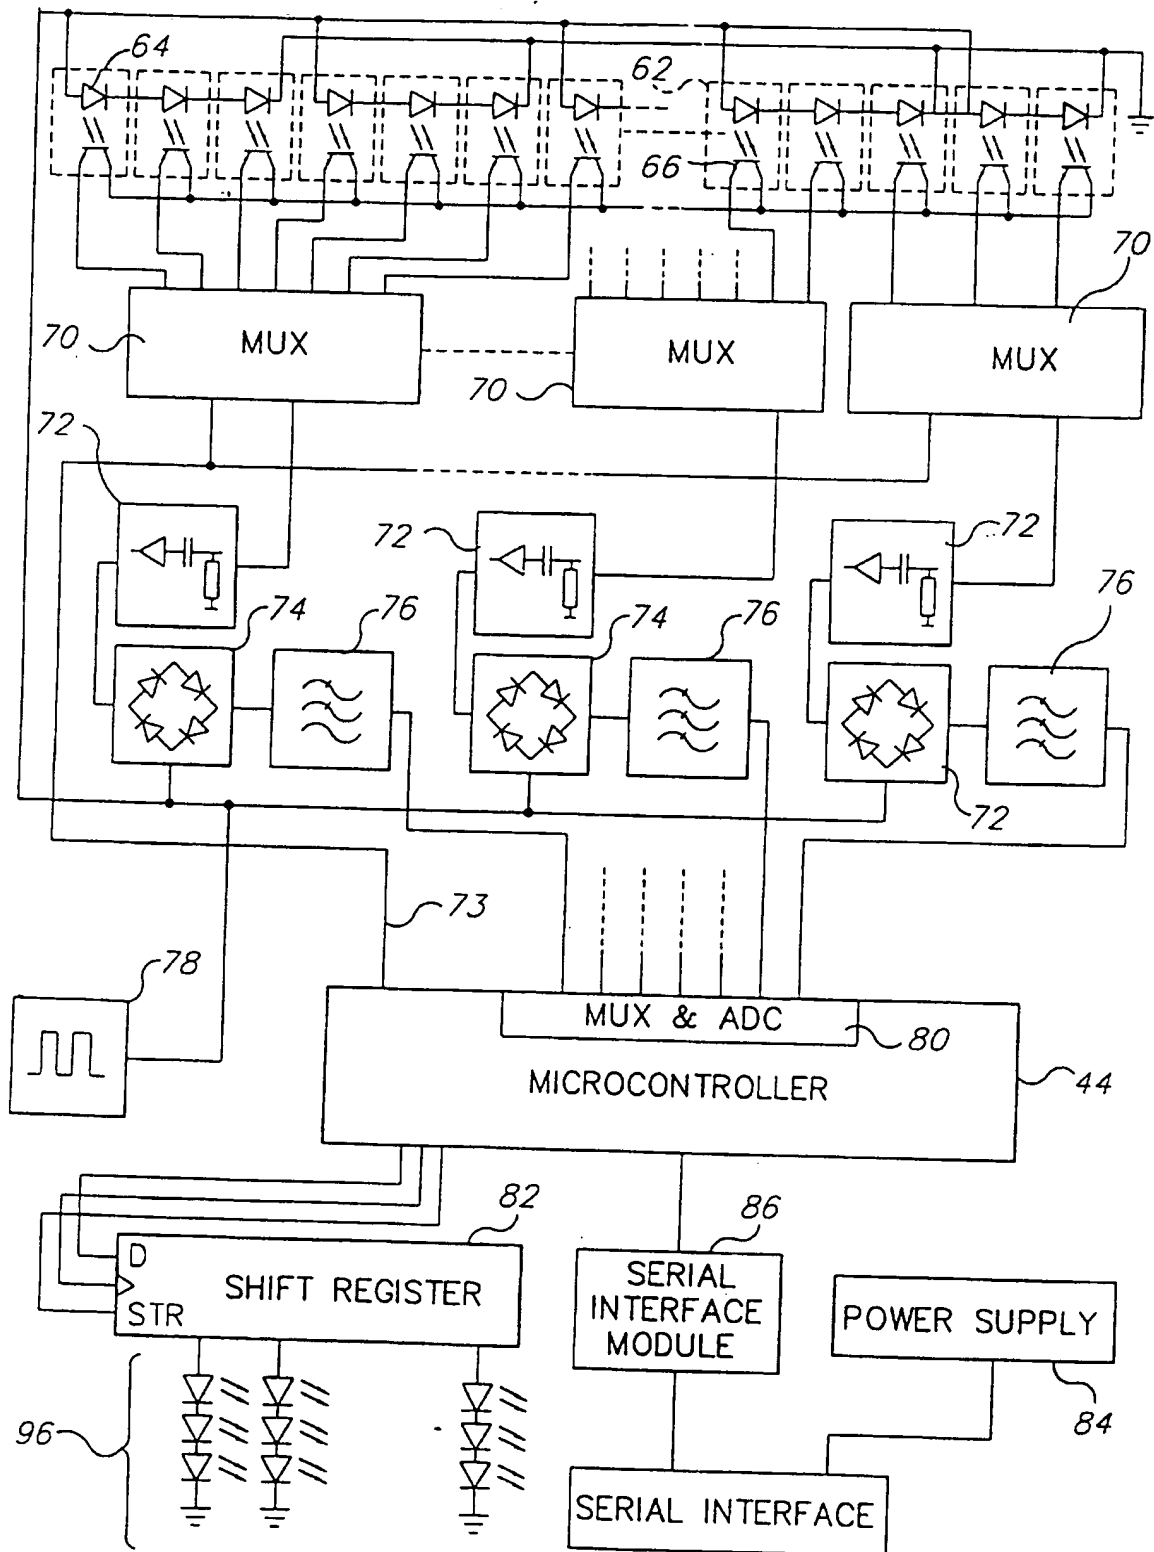 64
62
66
70
MUX
70
MUX
70
MUX
72
72
72
74
76
74
76
76
72
73
78
MUX & ADC
80
MICROCONTROLLER
44
82
D
SHIFT REGISTER
STR
86
SERIAL
INTERFACE
MODULE
POWER SUPPLY
84
96
SERIAL INTERFACE